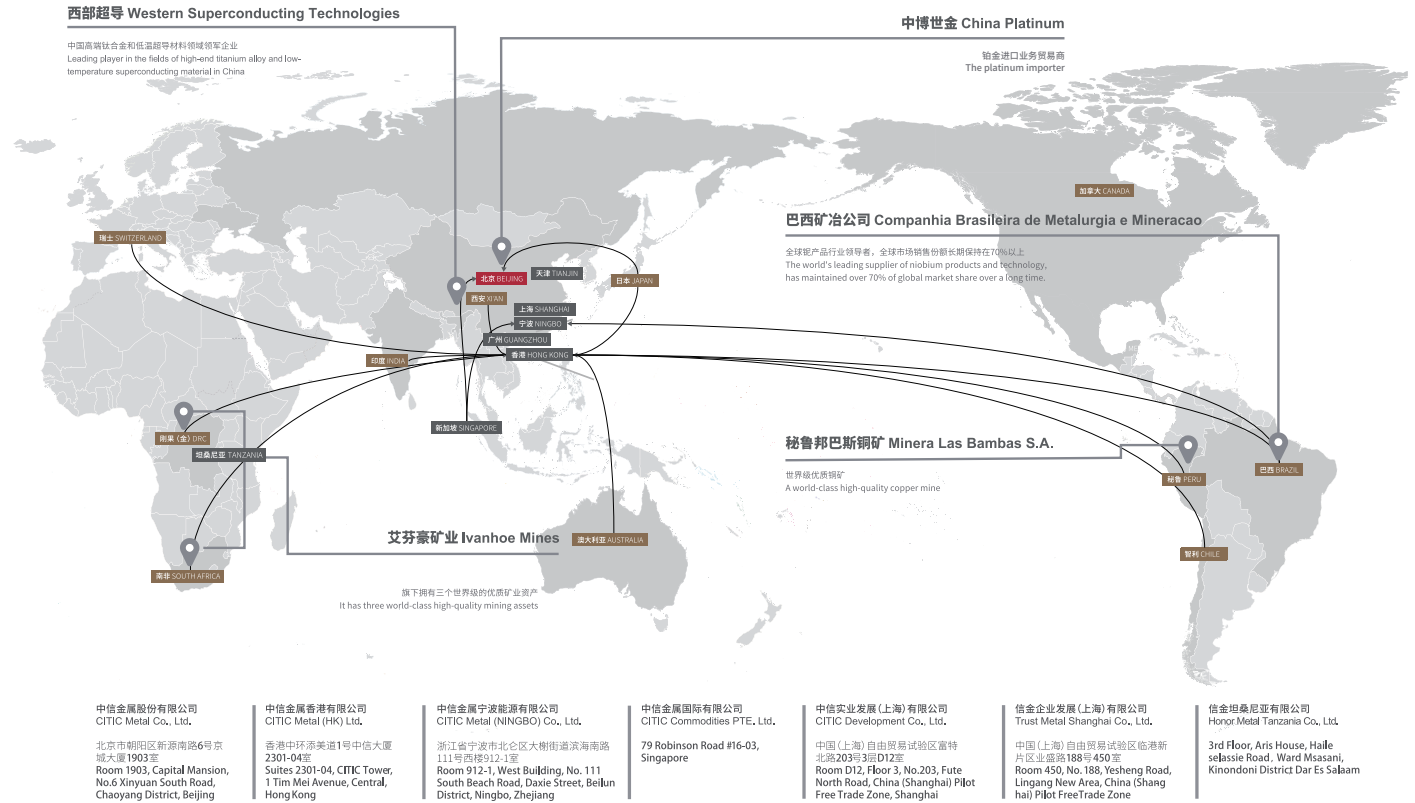 西部超导 Western Superconducting Technologies
中国高端钛合金和低温超导材料领域领军企业
Leading player in the fields of high-end titanium alloy and low-
temperature superconducting material in China
中博世金 China Platinum
铂金进口业务贸易商
The platinum importer
加拿大 CANADA
巴西矿冶公司 Companhia Brasileira de Metalurgia e Mineracao
全球铌产品行业领导者，全球市场销售份额长期保持在70%以上
The world's leading supplier of niobium products and technology,
has maintained over 70% of global market share over a long time.
瑞士 SWITZERLAND
北京 BEIJING
天津 TIANJIN
日本 JAPAN
西安 XI'AN
上海 SHANGHAI
宁波 NINGBO
广州 GUANGZHOU
香港 HONG KONG
印度 INDIA
新加坡 SINGAPORE
刚果（金）DRC
坦桑尼亚 TANZANIA
秘鲁邦巴斯铜矿 Minera Las Bambas S.A.
世界级优质铜矿
A world-class high-quality copper mine
巴西 BRAZIL
秘鲁 PERU
艾芬豪矿业 Ivanhoe Mines
旗下拥有三个世界级的优质矿业资产
It has three world-class high-quality mining assets
澳大利亚 AUSTRALIA
智利 CHILE
南非 SOUTH AFRICA
中信金属股份有限公司
CITIC Metal Co., Ltd.
北京市朝阳区新源南路6号京
城大厦1903室
Room 1903, Capital Mansion,
No.6 Xinyuan South Road,
Chaoyang District, Beijing
中信金属香港有限公司
CITIC Metal (HK) Ltd.
香港中环添美道1号中信大厦
2301-04室
Suites 2301-04, CITIC Tower,
1 Tim Mei Avenue, Central,
Hong Kong
中信金属宁波能源有限公司
CITIC Metal (NINGBO) Co., Ltd.
浙江省宁波市北仑区大榭街道滨海南路
111号西楼912-1室
Room 912-1, West Building, No. 111
South Beach Road, Daxie Street, Beilun
District, Ningbo, Zhejiang
中信金属国际有限公司
CITIC Commodities PTE. Ltd.
79 Robinson Road #16-03,
Singapore
中信实业发展（上海）有限公司
CITIC Development Co., Ltd.
中国（上海）自由贸易试验区富特
北路203号3层D12室
Room D12, Floor 3, No.203, Fute
North Road, China (Shanghai) Pilot
Free Trade Zone, Shanghai
信金企业发展（上海）有限公司
Trust Metal Shanghai Co., Ltd.
中国（上海）自由贸易试验区临港新
片区业盛路188号450室
Room 450, No. 188, Yesheng Road,
Lingang New Area, China (Shang
hai) Pilot FreeTrade Zone
信金坦桑尼亚有限公司
Honor Metal Tanzania Co., Ltd.
3rd Floor, Aris House, Haile
selassie Road , Ward Msasani,
Kinondoni District Dar Es Salaam